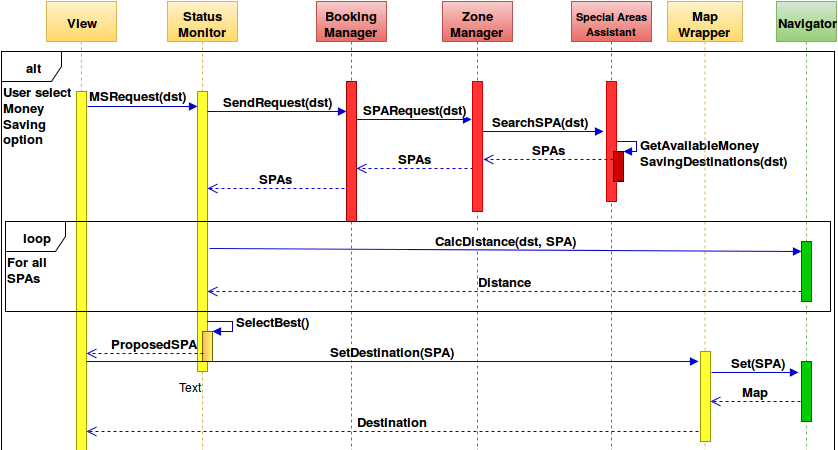 View
Status
Monitor
Booking
Manager
Zone
Manager
Special Areas
Assistant
Map
Wrapper
Navigator
alt
User select
Money
Saving
option
MSRequest(dst)
SendRequest(dst)
SPARequest(dst)
SearchSPA(dst)
GetAvailableMoney
SavingDestinations(dst)
SPAs
SPAs
SPAs
loop
For all
SPAs
CalcDistance(dst, SPA)
Distance
SelectBest()
ProposedSPA
SetDestination(SPA)
Set(SPA)
Text
Map
Destination